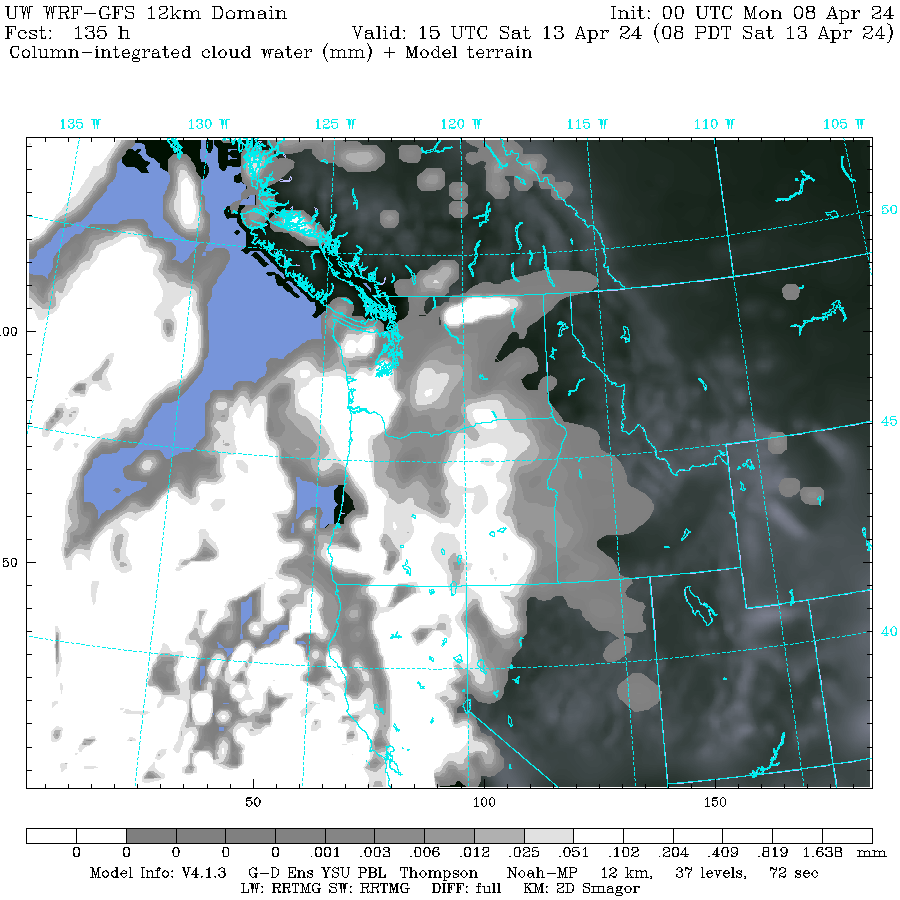 UW WRF-GFS 12km Domain Init: 00 UTC Mon 08 Apr 24
Fcst: 135 h Valid: 15 UTC Sat 13 Apr 24 (08 PDT Sat 13 Apr 24)
Column-integrated cloud water (mm) + Model terrain
135 W 130 W 125 W 120 W 115 W 110 W 105 W
50
00
45
50
40
50 100 150
0 0 0 0 .001 .003 .006 .012 .025 .051 .102 .204 .409 .819 1.638 mm
Model Info: V4.1.3 G-D Ens YSU PBL Thompson Noah-MP 12 km, 37 levels, 72 sec
LW: RRTMG SW: RRTMG DIFF: full KM: 2D Smagor